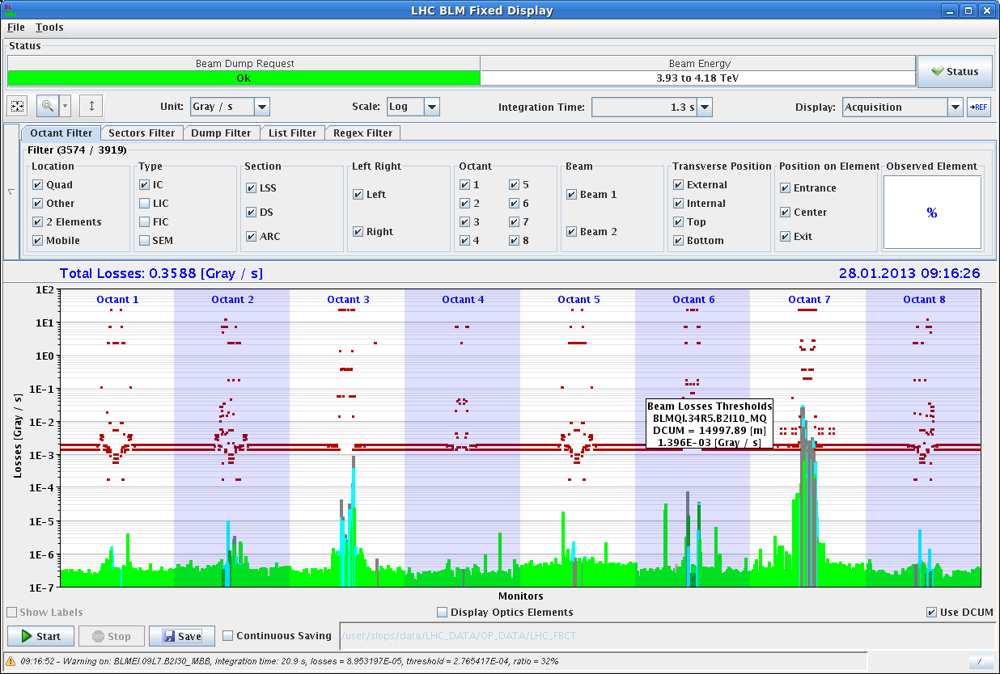 LHC BLM Fixed Display
File Tools
Status
Beam Dump Request Beam Energy
Ok 3.93 to 4.18 TeV
Status
Unit: Gray / s Scale: Log Integration Time: 1.3 s Display: Acquisition →REF
Octant Filter Sectors Filter Dump Filter List Filter Regex Filter
Filter (3574 / 3919)
Location Type Section Left Right Octant Beam Transverse Position Position on Element Observed Element
Quad IC LSS Left 1 5 Beam 1 External Entrance %
Other LIC DS Right 2 6 Beam 2 Internal Center
2 Elements FIC ARC 3 7 Top Exit
Mobile SEM 4 8 Bottom
Total Losses: 0.3588 [Gray / s] 28.01.2013 09:16:26
Octant 1 Octant 2 Octant 3 Octant 4 Octant 5 Octant 6 Octant 7 Octant 8
1E2
1E1
1E0
1E-1
1E-2
1E-3
1E-4
1E-5
1E-6
1E-7
Losses [Gray / s]
Beam Losses Thresholds
BLMQI.34R5.B2I10_MQ
DCUM = 14997.89 [m]
1.396E-03 [Gray / s]
Monitors
Show Labels Display Optics Elements Use DCUM
Start Stop Save Continuous Saving /user/slops/data/LHC_DATA/OP_DATA/LHC_FBCT
09:16:52 - Warning on: BLMEI.09L7.B2I30_MBB, integration time: 20.9 s, losses = 8.953197E-05, threshold = 2.765417E-04, ratio = 32%